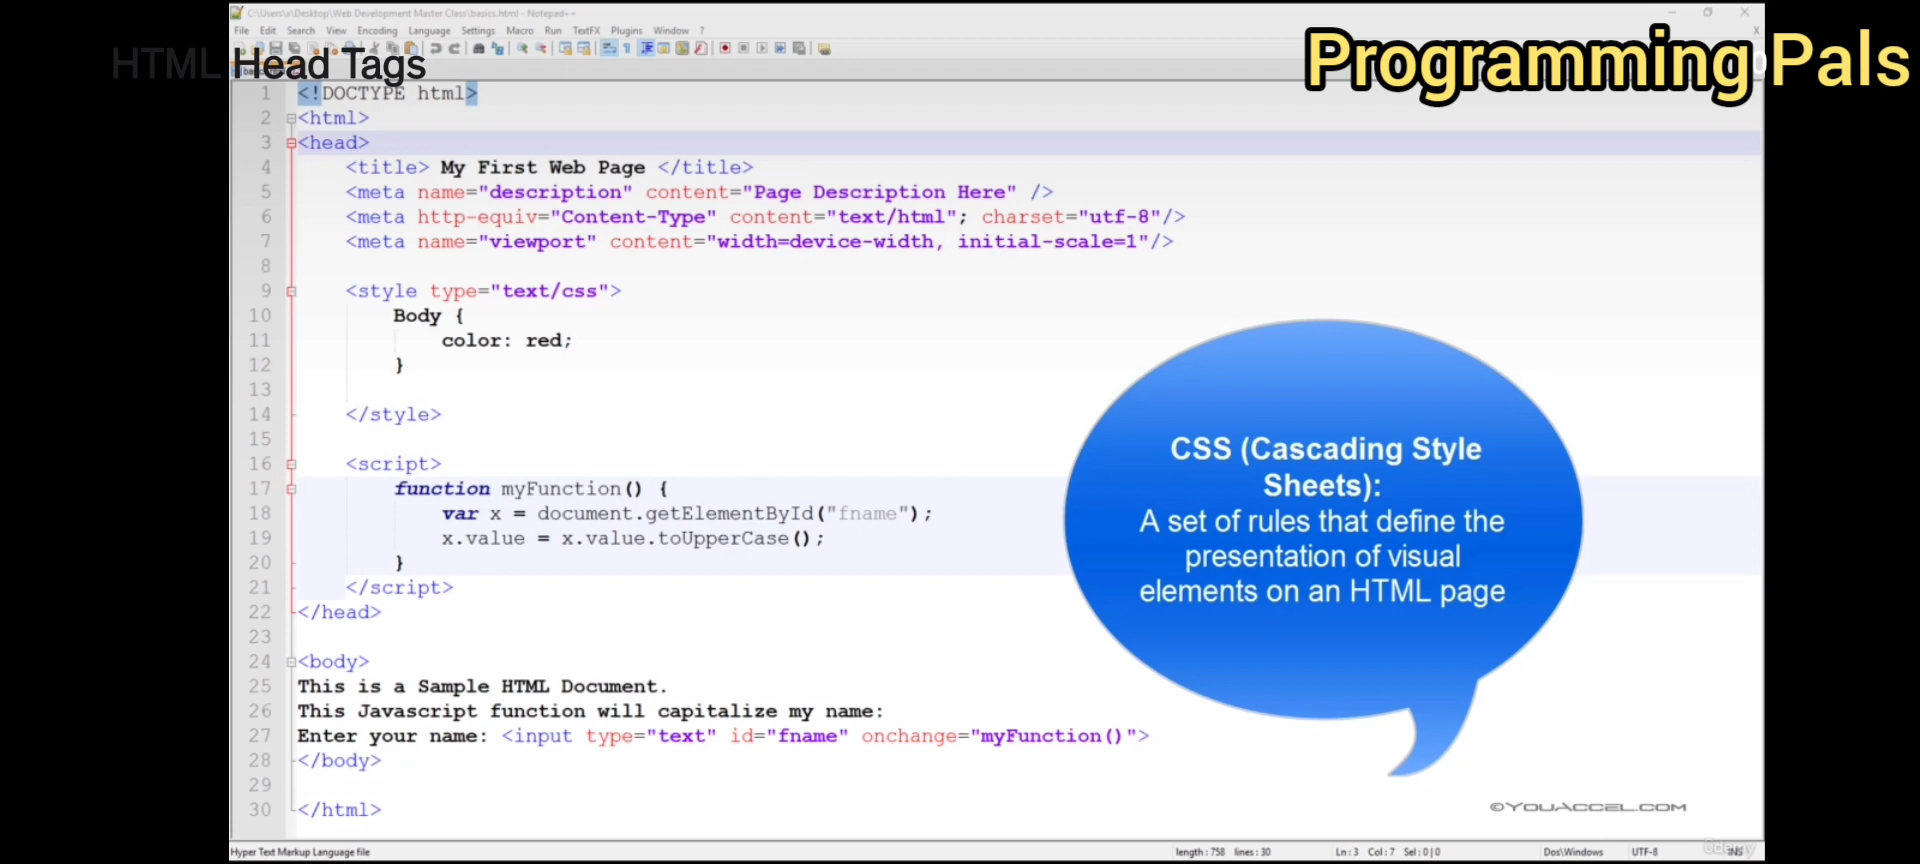 C:\Users\x\Desktop\Web Development Master Class\basics.html - Notepad++
File Edit Search View Encoding Language Settings Macro Run TextFX Plugins Window ?
HTML Head Tags
Programming Pals
1 <!DOCTYPE html>
2 <html>
3 <head>
4 <title> My First Web Page </title>
5 <meta name="description" content="Page Description Here" />
6 <meta http-equiv="Content-Type" content="text/html"; charset="utf-8"/>
7 <meta name="viewport" content="width=device-width, initial-scale=1"/>
8
9 <style type="text/css">
10 Body {
11 color: red;
12 }
13
14 </style>
15
16 <script>
17 function myFunction() {
18 var x = document.getElementById("fname");
19 x.value = x.value.toUpperCase();
20 }
21 </script>
22 </head>
23
24 <body>
25 This is a Sample HTML Document.
26 This Javascript function will capitalize my name:
27 Enter your name: <input type="text" id="fname" onchange="myFunction()">
28 </body>
29
30 </html>
CSS (Cascading Style
Sheets):
A set of rules that define the
presentation of visual
elements on an HTML page
©YOUACCEL.COM
Hyper Text Markup Language file length : 758 lines : 30 Ln : 3 Col : 7 Sel : 0 | 0 Dos\Windows UTF-8 INS